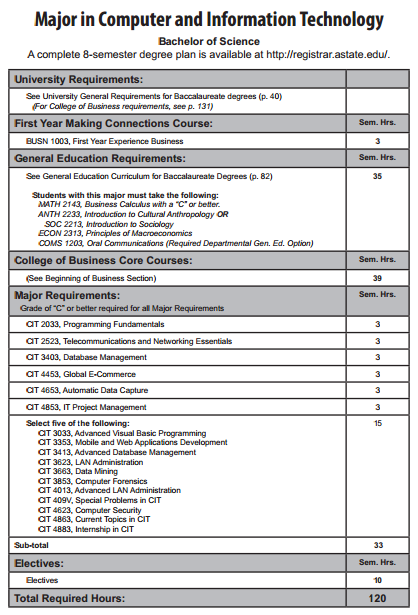 Major in Computer and Information Technology
Bachelor of Science
A complete 8-semester degree plan is available at http://registrar.astate.edu/.
University Requirements:
See University General Requirements for Baccalaureate degrees (p. 40)
(For College of Business requirements, see p. 131)
First Year Making Connections Course: Sem. Hrs.
BUSN 1003, First Year Experience Business 3
General Education Requirements: Sem. Hrs.
See General Education Curriculum for Baccalaureate Degrees (p. 82) 35
Students with this major must take the following:
MATH 2143, Business Calculus with a "C" or better.
ANTH 2233, Introduction to Cultural Anthropology OR
SOC 2213, Introduction to Sociology
ECON 2313, Principles of Macroeconomics
COMS 1203, Oral Communications (Required Departmental Gen. Ed. Option)
College of Business Core Courses: Sem. Hrs.
(See Beginning of Business Section) 39
Major Requirements: Sem. Hrs.
Grade of "C" or better required for all Major Requirements
CIT 2033, Programming Fundamentals 3
CIT 2523, Telecommunications and Networking Essentials 3
CIT 3403, Database Management 3
CIT 4453, Global E-Commerce 3
CIT 4653, Automatic Data Capture 3
CIT 4853, IT Project Management 3
Select five of the following: 15
CIT 3033, Advanced Visual Basic Programming
CIT 3353, Mobile and Web Applications Development
CIT 3413, Advanced Database Management
CIT 3623, LAN Administration
CIT 3663, Data Mining
CIT 3853, Computer Forensics
CIT 4013, Advanced LAN Administration
CIT 409V, Special Problems in CIT
CIT 4623, Computer Security
CIT 4863, Current Topics in CIT
CIT 4883, Internship in CIT
Sub-total 33
Electives: Sem. Hrs.
Electives 10
Total Required Hours: 120